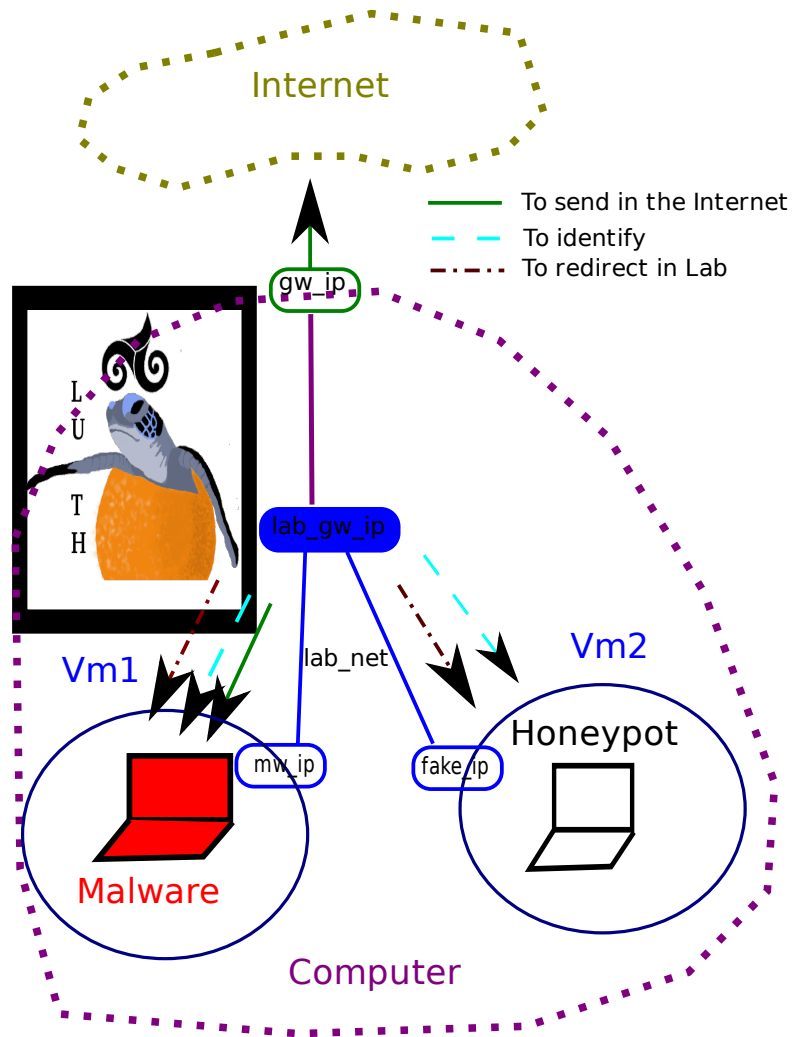 Internet
To send in the Internet
To identify
To redirect in Lab
gw_ip
L
U
T
H
lab_gw_ip
lab_net
Vm1
Vm2
Honeypot
mw_ip
fake_ip
Malware
Computer